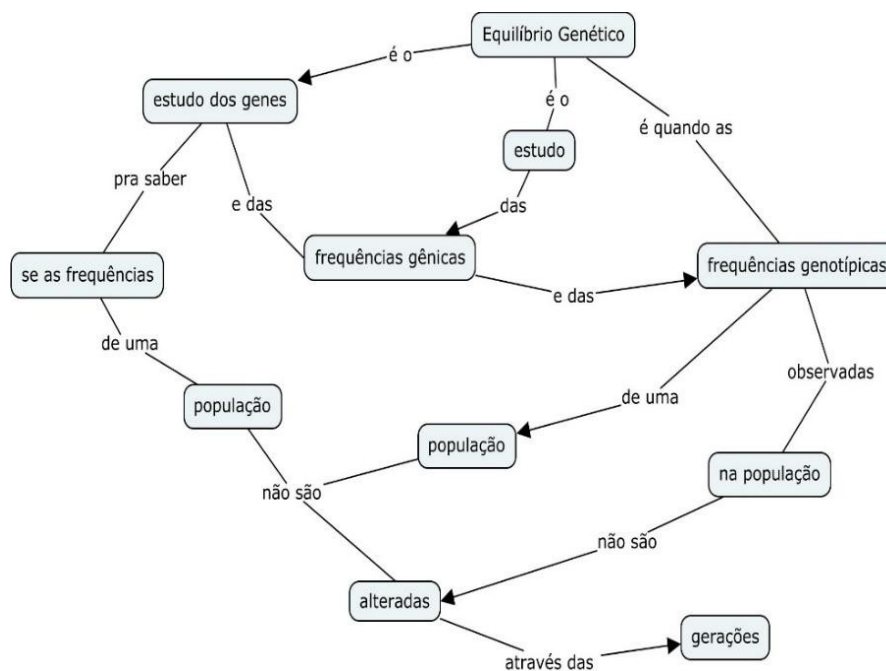 Equilíbrio Genético
é o
estudo dos genes
é o
é quando as
estudo
pra saber
e das
das
se as frequências
frequências gênicas
frequências genotípicas
e das
de uma
observadas
população
de uma
população
na população
não são
não são
alteradas
gerações
através das